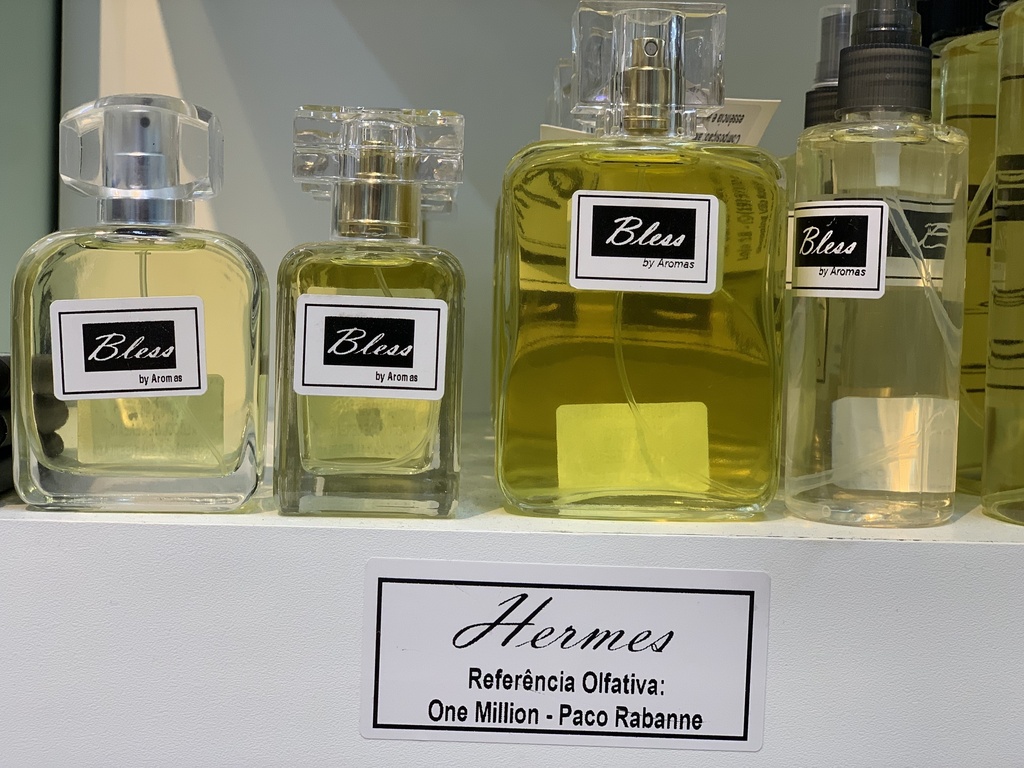 Bless
by Aromas
Bless
by Aromas
Bless
by Aromas
Bless
by Aromas
Hermes
Referência Olfativa:
One Million - Paco Rabanne